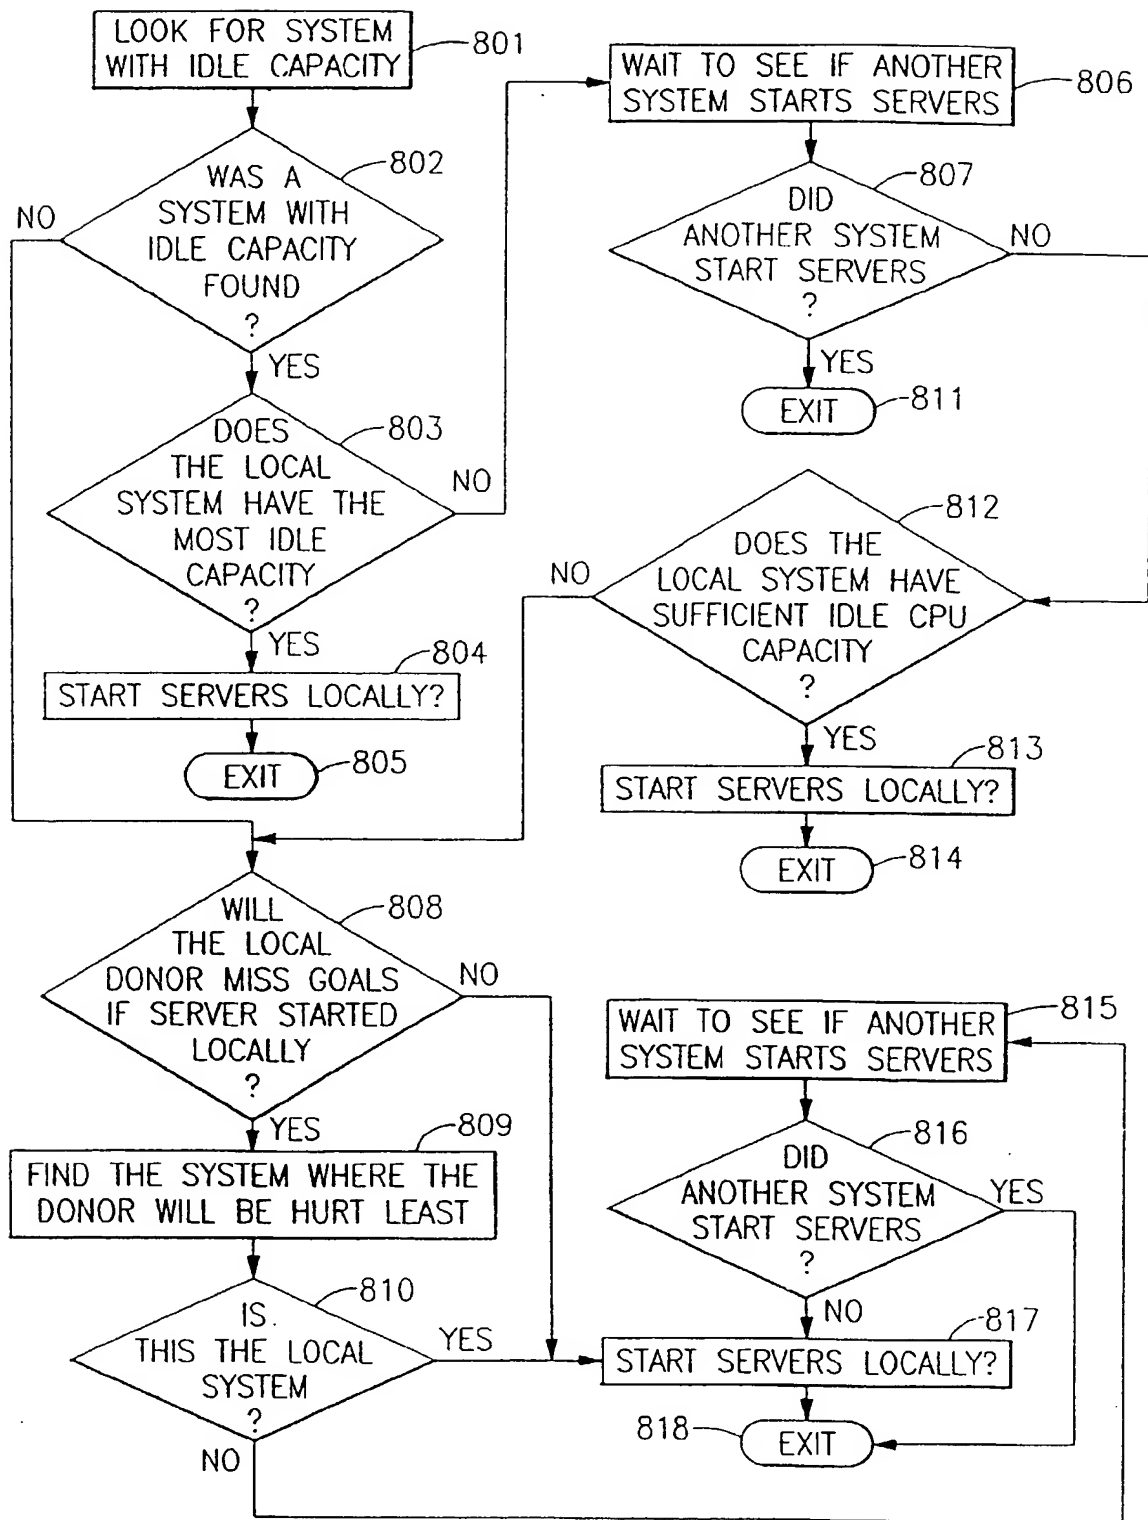 LOOK FOR SYSTEM
WITH IDLE CAPACITY
801
802
WAS A
SYSTEM WITH
IDLE CAPACITY
FOUND
?
NO
YES
803
DOES
THE LOCAL
SYSTEM HAVE THE
MOST IDLE
CAPACITY
?
NO
YES
804
START SERVERS LOCALLY?
EXIT
805
WAIT TO SEE IF ANOTHER
SYSTEM STARTS SERVERS
806
807
DID
ANOTHER SYSTEM
START SERVERS
?
NO
YES
EXIT
811
812
DOES THE
LOCAL SYSTEM HAVE
SUFFICIENT IDLE CPU
CAPACITY
?
NO
YES
813
START SERVERS LOCALLY?
EXIT
814
808
WILL
THE LOCAL
DONOR MISS GOALS
IF SERVER STARTED
LOCALLY
?
NO
YES
809
FIND THE SYSTEM WHERE THE
DONOR WILL BE HURT LEAST
810
IS
THIS THE LOCAL
SYSTEM
?
YES
NO
815
WAIT TO SEE IF ANOTHER
SYSTEM STARTS SERVERS
816
DID
ANOTHER SYSTEM
START SERVERS
?
YES
NO
817
START SERVERS LOCALLY?
818
EXIT